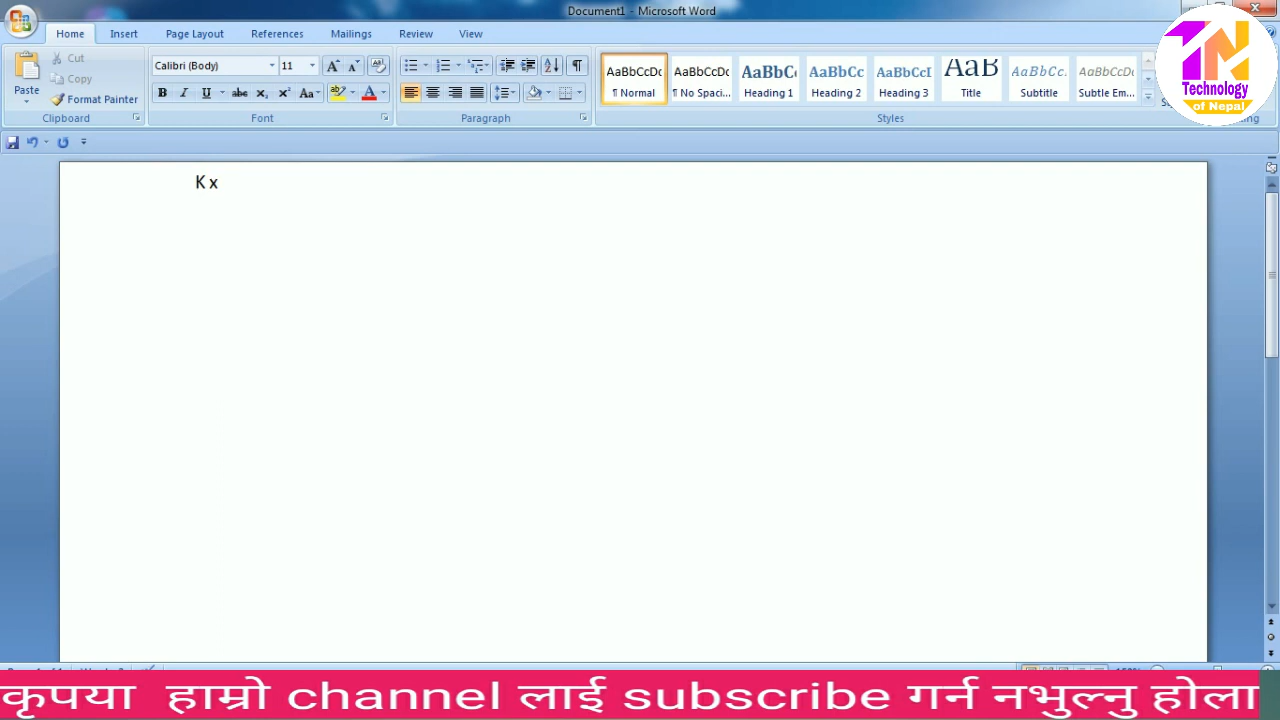 Document1 - Microsoft Word
Home Insert Page Layout References Mailings Review View
Cut
Copy
Paste
Format Painter
Clipboard
Calibri (Body) 11
Font
Paragraph
AaBbCcDc AaBbCcDc AaBbC AaBbCc AaBbCcI AaB AaBbCc. AaBbCcDc
¶ Normal ¶ No Spaci... Heading 1 Heading 2 Heading 3 Title Subtitle Subtle Em...
Styles
TN
Technology
of Nepal
K x
कृपया हाम्रो channel लाई subscribe गर्न नभुल्नु होला